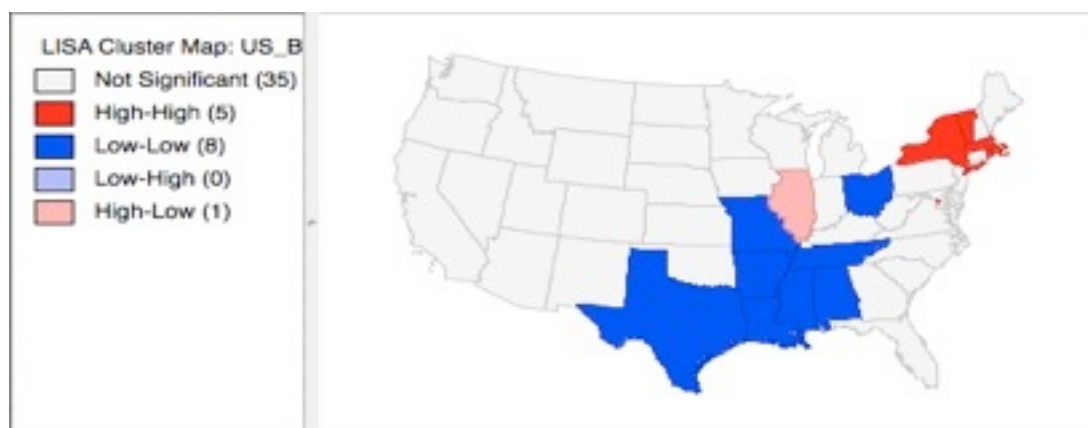 LISA Cluster Map: US_B
Not Significant (35)
High-High (5)
Low-Low (8)
Low-High (0)
High-Low (1)